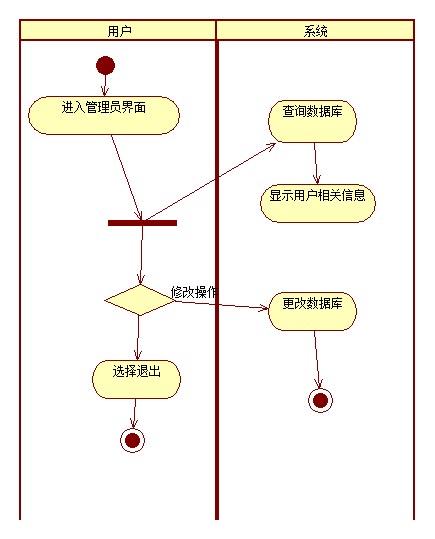 用户
系统
进入管理员界面
查询数据库
显示用户相关信息
修改操作
更改数据库
选择退出